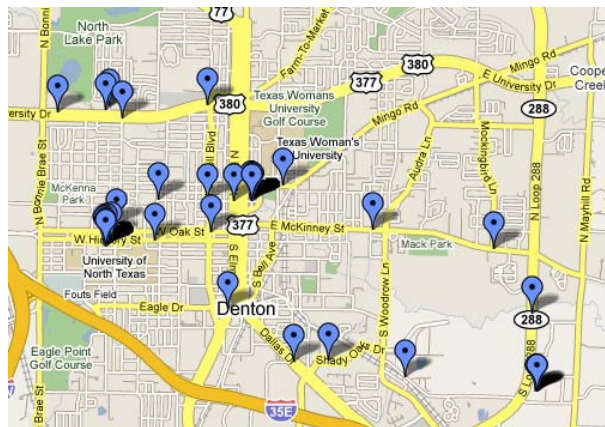 North
Lake Park
N Bonnie
77
Farm-To-Market
380
Mingo Rd
E University Dr
377
Cooper
Creek
Texas Womans
University
Golf Course
288
versity Dr
380
Mingo Rd
Texas Woman's
University
Audra Ln
Mockingbird Ln
N Loop 288
N Mayhill Rd
N Bonnie Brae St
ll Blvd
N
McKenna
Park
W Hickory St
W Oak St
377
E McKinney St
Mack Park
University of
North Texas
S Elm
S Bell Ave
S Woodrow Ln
Fouts Field
Eagle Dr
Denton
288
Eagle Point
Golf Course
Dallas Dr
Shady Oaks Dr
S Loop 288
35E
Brae St